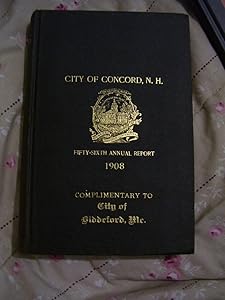 CITY OF CONCORD, N. H.
FIFTY-SIXTH ANNUAL REPORT
1908
COMPLIMENTARY TO
City of
Biddeford, Me.